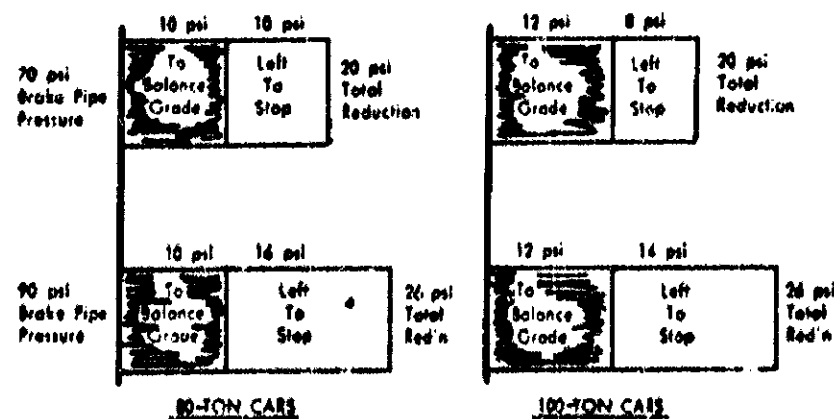 10 psi 10 psi
70 psi
Brake Pipe
Pressure
To
Balance
Grade
Left
To
Stop
20 psi
Total
Reduction
12 psi 8 psi
To
Balance
Grade
Left
To
Stop
20 psi
Total
Reduction
10 psi 16 psi
90 psi
Brake Pipe
Pressure
To
Balance
Grade
Left
To
Stop
26 psi
Total
Red'n
80-TON CARS
12 psi 14 psi
To
Balance
Grade
Left
To
Stop
26 psi
Total
Red'n
100-TON CARS